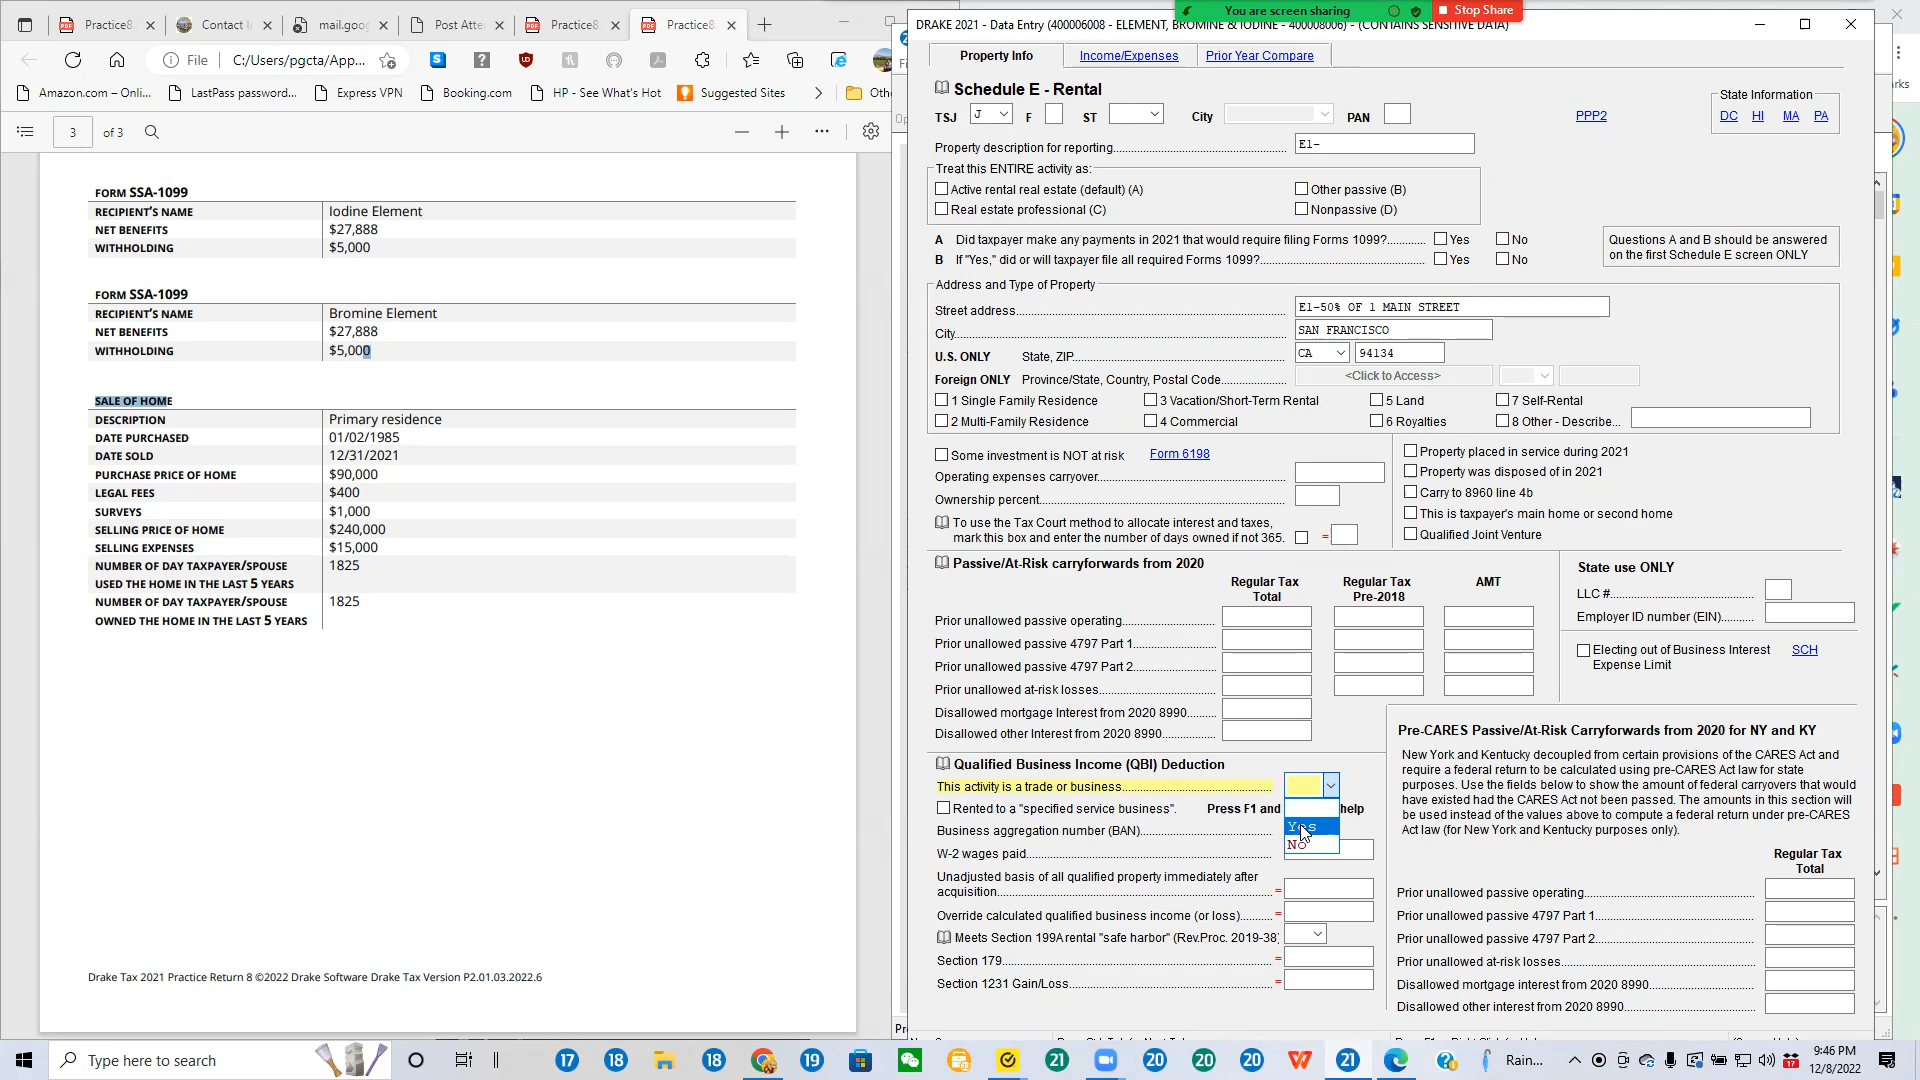 Practice8.
Contact I
mail.goog
Post Atte
Practice8
Practice8.
You are screen sharing
Stop Share
File
C:/Users/pgcta/App...
Amazon.com – Onli...
LastPass password...
Express VPN
Booking.com
HP - See What's Hot
Suggested Sites
3
of 3
FORM SSA-1099
RECIPIENT'S NAME Iodine Element
NET BENEFITS $27,888
WITHHOLDING $5,000
FORM SSA-1099
RECIPIENT'S NAME Bromine Element
NET BENEFITS $27,888
WITHHOLDING $5,000
SALE OF HOME
DESCRIPTION Primary residence
DATE PURCHASED 01/02/1985
DATE SOLD 12/31/2021
PURCHASE PRICE OF HOME $90,000
LEGAL FEES $400
SURVEYS $1,000
SELLING PRICE OF HOME $240,000
SELLING EXPENSES $15,000
NUMBER OF DAY TAXPAYER/SPOUSE 1825
USED THE HOME IN THE LAST 5 YEARS
NUMBER OF DAY TAXPAYER/SPOUSE 1825
OWNED THE HOME IN THE LAST 5 YEARS
Drake Tax 2021 Practice Return 8 ©2022 Drake Software Drake Tax Version P2.01.03.2022.6
DRAKE 2021 - Data Entry (400006008 - ELEMENT, BROMINE & IODINE - 400008006) - (CONTAINS SENSITIVE DATA)
Property Info
Income/Expenses
Prior Year Compare
Schedule E - Rental
TSJ J F ST City PAN
PPP2
State Information
DC HI MA PA
Property description for reporting E1-
Treat this ENTIRE activity as:
Active rental real estate (default) (A)
Other passive (B)
Real estate professional (C)
Nonpassive (D)
A Did taxpayer make any payments in 2021 that would require filing Forms 1099? Yes No
B If "Yes," did or will taxpayer file all required Forms 1099? Yes No
Questions A and B should be answered
on the first Schedule E screen ONLY
Address and Type of Property
Street address E1-50% OF 1 MAIN STREET
City SAN FRANCISCO
U.S. ONLY State, ZIP CA 94134
Foreign ONLY Province/State, Country, Postal Code <Click to Access>
1 Single Family Residence
3 Vacation/Short-Term Rental
5 Land
7 Self-Rental
2 Multi-Family Residence
4 Commercial
6 Royalties
8 Other - Describe...
Some investment is NOT at risk
Form 6198
Operating expenses carryover
Ownership percent
To use the Tax Court method to allocate interest and taxes,
mark this box and enter the number of days owned if not 365. =
Property placed in service during 2021
Property was disposed of in 2021
Carry to 8960 line 4b
This is taxpayer's main home or second home
Qualified Joint Venture
Passive/At-Risk carryforwards from 2020
Regular Tax Total
Regular Tax Pre-2018
AMT
Prior unallowed passive operating
Prior unallowed passive 4797 Part 1
Prior unallowed passive 4797 Part 2
Prior unallowed at-risk losses
Disallowed mortgage Interest from 2020 8990
Disallowed other Interest from 2020 8990
State use ONLY
LLC #
Employer ID number (EIN)
Electing out of Business Interest
Expense Limit
SCH
Qualified Business Income (QBI) Deduction
This activity is a trade or business
Rented to a "specified service business".
Press F1 and
help
Yes
No
Business aggregation number (BAN)
W-2 wages paid
Unadjusted basis of all qualified property immediately after
acquisition =
Override calculated qualified business income (or loss) =
Meets Section 199A rental "safe harbor" (Rev.Proc. 2019-38)
Section 179 =
Section 1231 Gain/Loss =
Pre-CARES Passive/At-Risk Carryforwards from 2020 for NY and KY
New York and Kentucky decoupled from certain provisions of the CARES Act and
require a federal return to be calculated using pre-CARES Act law for state
purposes. Use the fields below to show the amount of federal carryovers that would
have existed had the CARES Act not been passed. The amounts in this section will
be used instead of the values above to compute a federal return under pre-CARES
Act law (for New York and Kentucky purposes only).
Regular Tax
Total
Prior unallowed passive operating
Prior unallowed passive 4797 Part 1
Prior unallowed passive 4797 Part 2
Prior unallowed at-risk losses
Disallowed mortgage Interest from 2020 8990
Disallowed other interest from 2020 8990
Type here to search
17 18 18 19 21 20 20 20 21
Rain...
9:46 PM
12/8/2022